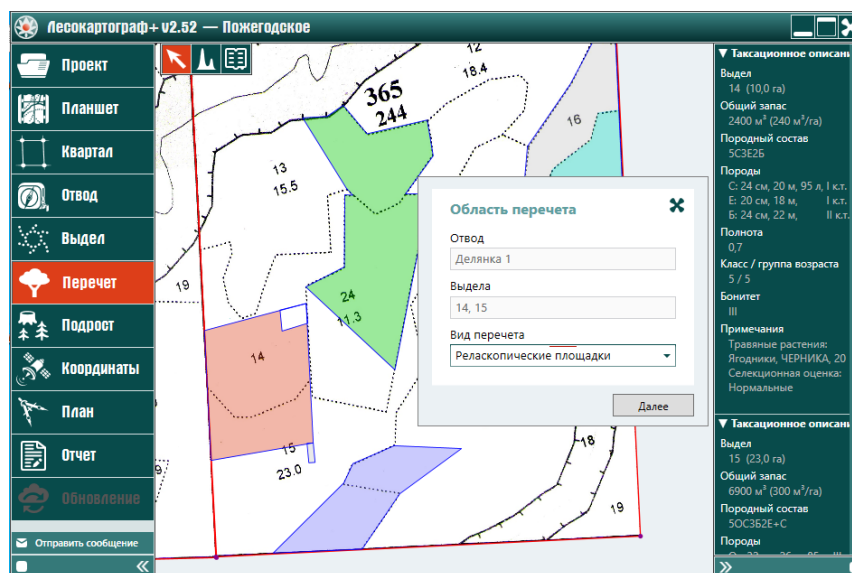 Лесокартограф+ v2.52 — Пожегодское
Проект
Планшет
Квартал
Отвод
Выдел
Перечет
Подрост
Координаты
План
Отчет
Обновление
Отправить сообщение
12
18.4
365
244
16
13
15.5
19
24
11.3
14
15
23.0
18
19
Область перечета
Отвод
Делянка 1
Выдела
14, 15
Вид перечета
Реласкопические площадки
Далее
Таксационное описани
Выдел
14 (10,0 га)
Общий запас
2400 м³ (240 м³/га)
Породный состав
5С3Е2Б
Породы
С: 24 см, 20 м, 95 л, I к.т.
Е: 20 см, 18 м, I к.т.
Б: 24 см, 22 м, II к.т.
Полнота
0,7
Класс / группа возраста
5 / 5
Бонитет
III
Примечания
Травяные растения:
Ягодники, ЧЕРНИКА, 20
Селекционная оценка:
Нормальные
Таксационное описани
Выдел
15 (23,0 га)
Общий запас
6900 м³ (300 м³/га)
Породный состав
5ОС3Б2Е+С
Породы